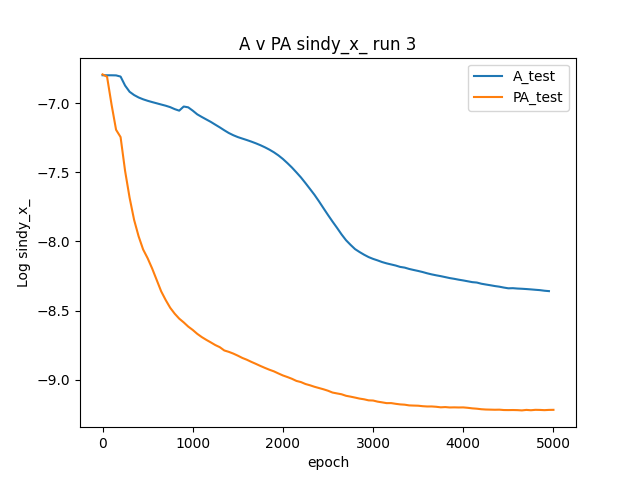 A v PA sindy_x_ run 3
A_test
PA_test
−7.0
−7.5
−8.0
−8.5
−9.0
Log sindy_x_
0 1000 2000 3000 4000 5000
epoch